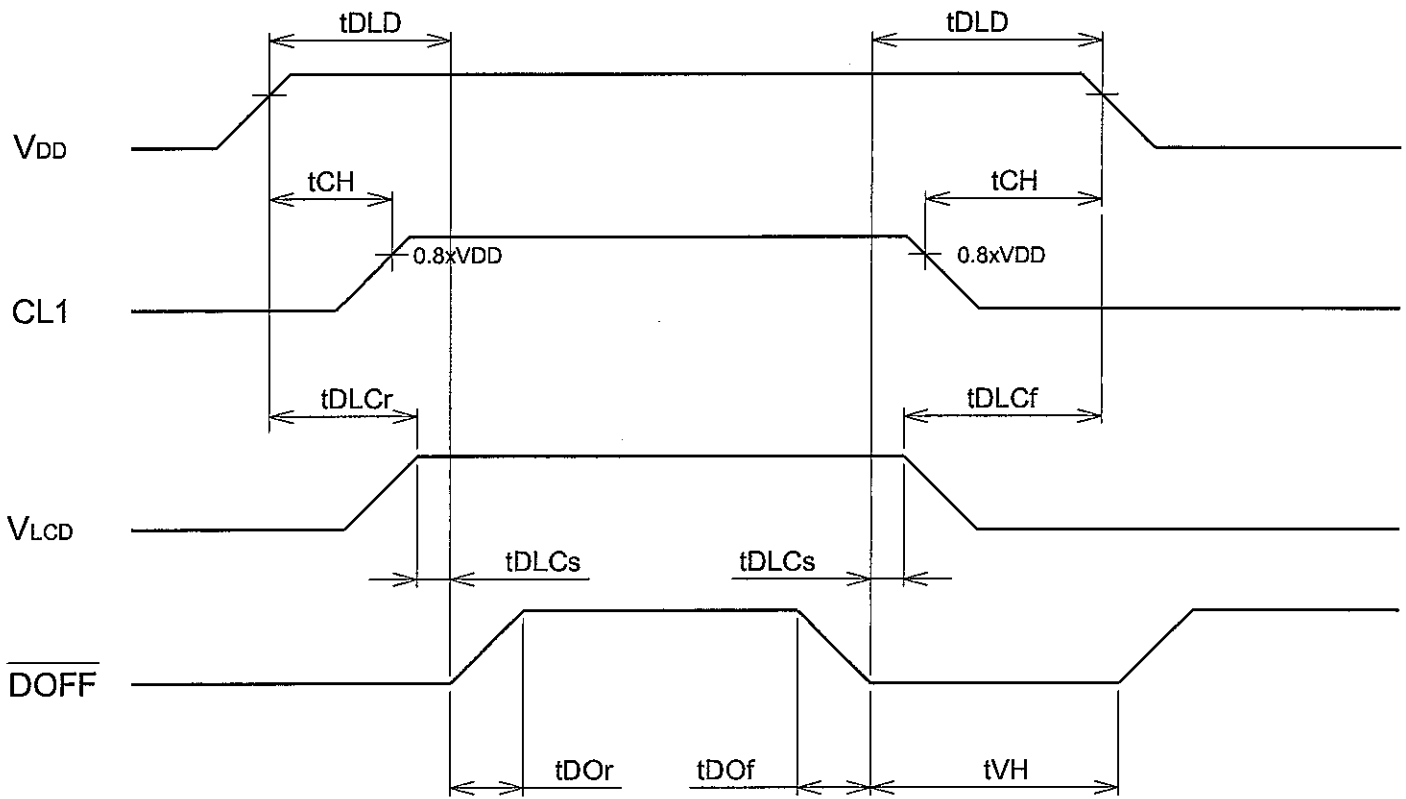 tDLD tDLD
VDD
tCH tCH
0.8xVDD 0.8xVDD
CL1
tDLCr tDLCf
VLCD
tDLCs tDLCs
DOFF
tDOr tDOf tVH